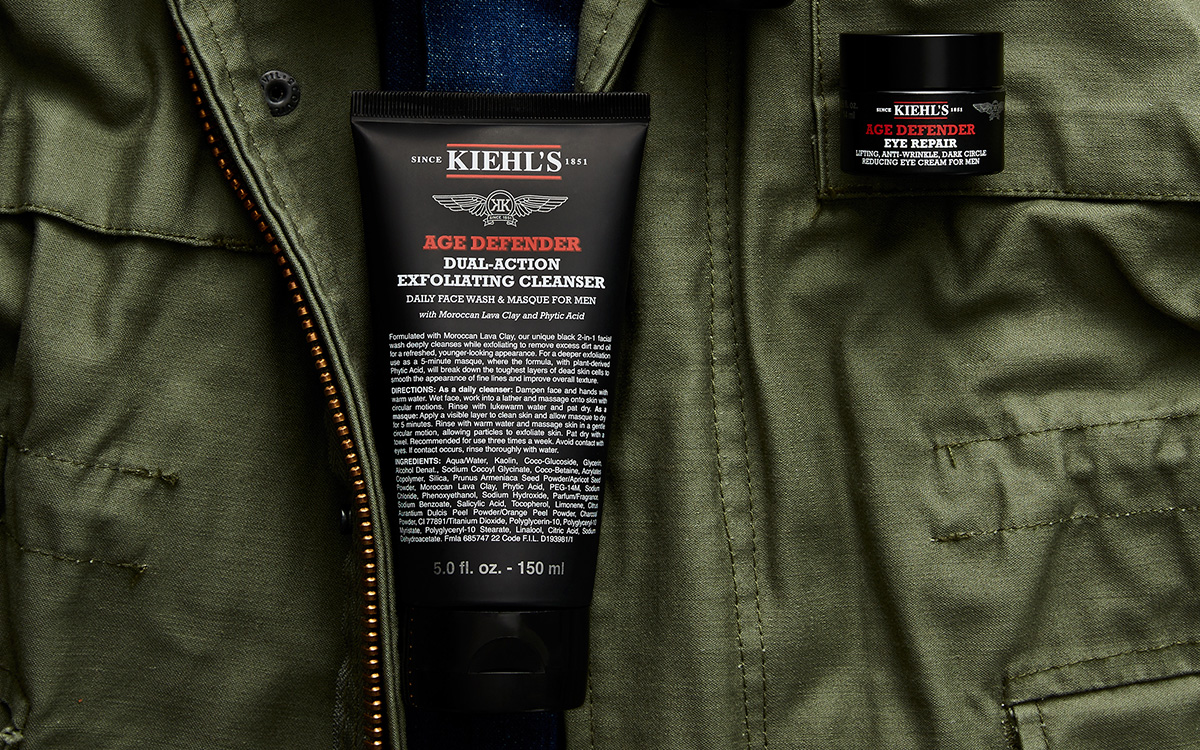 SINCE KIEHL'S 1851
KK
SINCE 1851
AGE DEFENDER
DUAL-ACTION
EXFOLIATING CLEANSER
DAILY FACE WASH & MASQUE FOR MEN
with Moroccan Lava Clay and Phytic Acid
Formulated with Moroccan Lava Clay, our unique black 2-in-1 facial
wash deeply cleanses while exfoliating to remove excess dirt and oil
for a refreshed, younger-looking appearance. For a deeper exfoliation
use as a 5-minute masque, where the formula, with plant-derived
Phytic Acid, will break down the toughest layers of dead skin cells to
smooth the appearance of fine lines and improve overall texture.
DIRECTIONS: As a daily cleanser: Dampen face and hands with
warm water. Wet face, work into a lather and massage onto skin with
circular motions. Rinse with lukewarm water and pat dry. As a
masque: Apply a visible layer to clean skin and allow masque to dry
for 5 minutes. Rinse with warm water and massage skin in a gentle
circular motion, allowing particles to exfoliate skin. Pat dry with a
towel. Recommended for use three times a week. Avoid contact with
eyes. If contact occurs, rinse thoroughly with water.
INGREDIENTS: Aqua/Water, Kaolin, Coco-Glucoside, Glycerin,
Alcohol Denat., Sodium Cocoyl Glycinate, Coco-Betaine, Acrylates
Copolymer, Silica, Prunus Armeniaca Seed Powder/Apricot Seed
Powder, Moroccan Lava Clay, Phytic Acid, PEG-14M, Sodium
Chloride, Phenoxyethanol, Sodium Hydroxide, Parfum/Fragrance,
Sodium Benzoate, Salicylic Acid, Tocopherol, Limonene, Citrus
Aurantium Dulcis Peel Powder/Orange Peel Powder, Charcoal
Powder, CI 77891/Titanium Dioxide, Polyglycerin-10, Polyglyceryl-10
Myristate, Polyglyceryl-10 Stearate, Linalool, Citric Acid, Sodium
Dehydroacetate. Fmla 685747 22 Code F.I.L. D193981/1
5.0 fl. oz. - 150 ml
SINCE KIEHL'S 1851
AGE DEFENDER
EYE REPAIR
LIFTING, ANTI-WRINKLE, DARK CIRCLE
REDUCING EYE CREAM FOR MEN